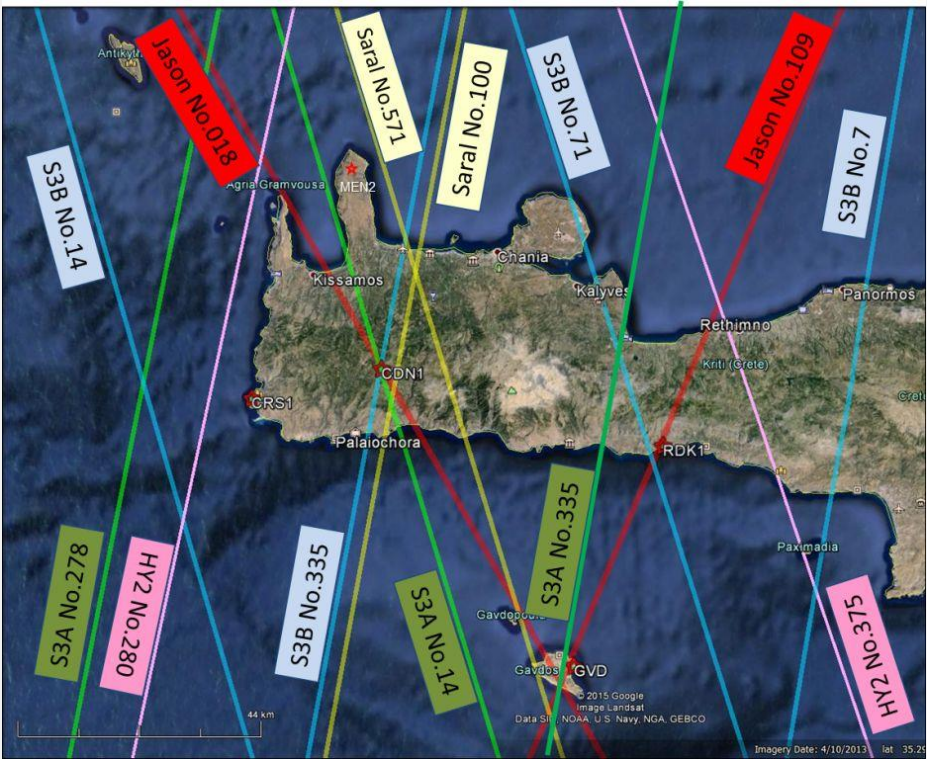 Antikyth
Jason No.018
Saral No.571
Saral No.100
S3B No.71
Jason No.109
S3B No.7
S3B No.14
Agria Gramvousa
MEN2
Chania
Kissamos
Kalyves
Panormos
Rethimno
Kriti (Crete)
Cret
CDN1
CRS1
Palaiochora
RDK1
S3A No.278
HY2 No.280
S3B No.335
S3A No.14
S3A No.335
Paximadia
HY2 No.375
Gavdopoula
Gavdos
GVD
© 2015 Google
Image Landsat
Data SIO, NOAA, U.S. Navy, NGA, GEBCO
44 km
Imagery Date: 4/10/2013 lat 35.29